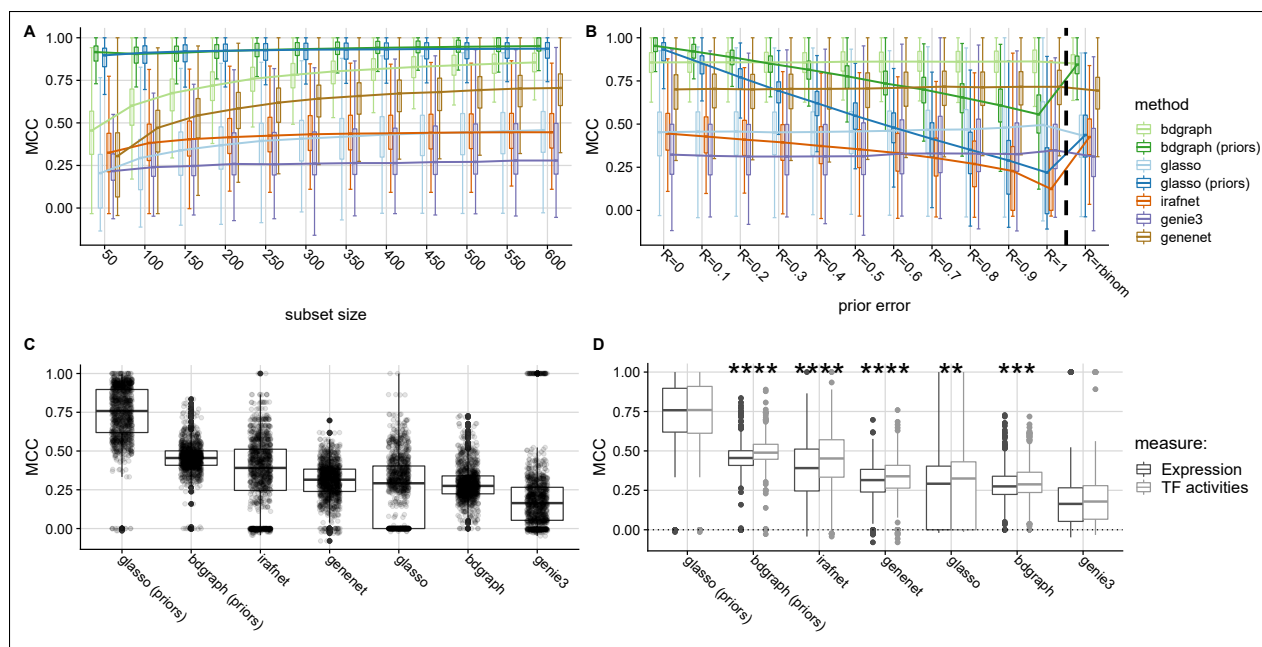 A
1.00
0.75
0.50
0.25
0.00
MCC
50
100
150
200
250
300
350
400
450
500
550
600
subset size
B
1.00
0.75
0.50
0.25
0.00
MCC
R=0
R=0.1
R=0.2
R=0.3
R=0.4
R=0.5
R=0.6
R=0.7
R=0.8
R=0.9
R=1
R=rbinom
prior error
method
bdgraph
bdgraph (priors)
glasso
glasso (priors)
irafnet
genie3
genenet
C
1.00
0.75
0.50
0.25
0.00
MCC
glasso (priors)
bdgraph (priors)
irafnet
genenet
glasso
bdgraph
genie3
D
**** **** **** ** ***
1.00
0.75
0.50
0.25
0.00
MCC
glasso (priors)
bdgraph (priors)
irafnet
genenet
glasso
bdgraph
genie3
measure:
Expression
TF activities